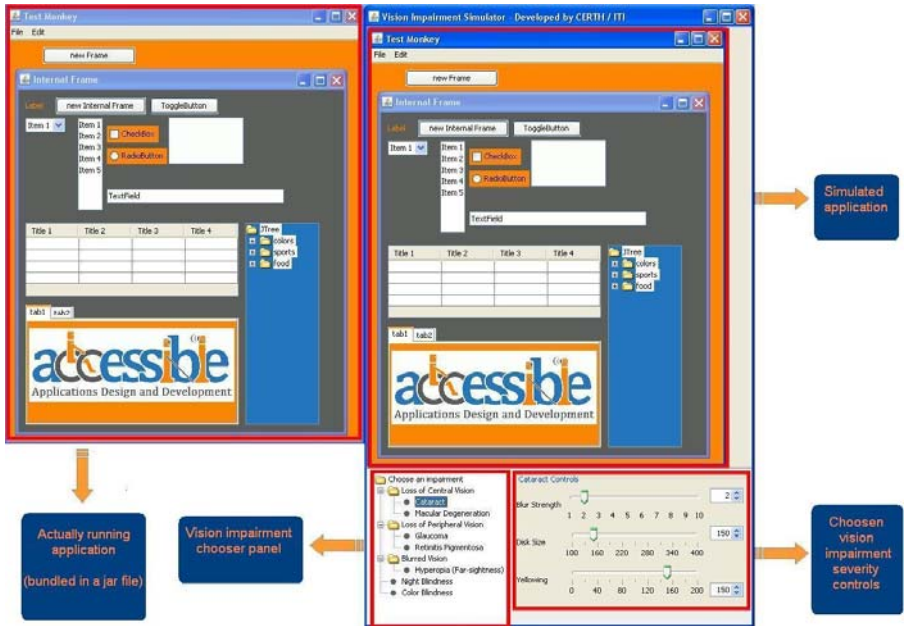 Test Monkey
File Edit
new Frame
Internal Frame
Label new Internal Frame ToggleButton
Item 1
Item 1
Item 2
Item 3
Item 4
Item 5
CheckBox
RadioButton
TextField
Title 1 Title 2 Title 3 Title 4
JTree
colors
sports
food
tab1 tab2
accessible
Applications Design and Development
Vision Impairment Simulator - Developed by CERTH / ITI
Test Monkey
File Edit
new Frame
Internal Frame
Label new Internal Frame ToggleButton
Item 1
Item 1
Item 2
Item 3
Item 4
Item 5
CheckBox
RadioButton
TextField
Title 1 Title 2 Title 3 Title 4
JTree
colors
sports
food
tab1 tab2
accessible
Applications Design and Development
Simulated
application
Actually running
application
(bundled in a jar file)
Vision impairment
chooser panel
Choose an impairment
Loss of Central Vision
Cataract
Macular Degeneration
Loss of Peripheral Vision
Glaucoma
Retinitis Pigmentosa
Blurred Vision
Hyperopia (Far-sightness)
Night Blindness
Color Blindness
Cataract Controls
Blur Strength 2
1 2 3 4 5 6 7 8 9 10
Disk Size 150
100 160 220 280 340 400
Yellowing 150
0 40 80 120 160 200
Choosen
vision
impairment
severity
controls